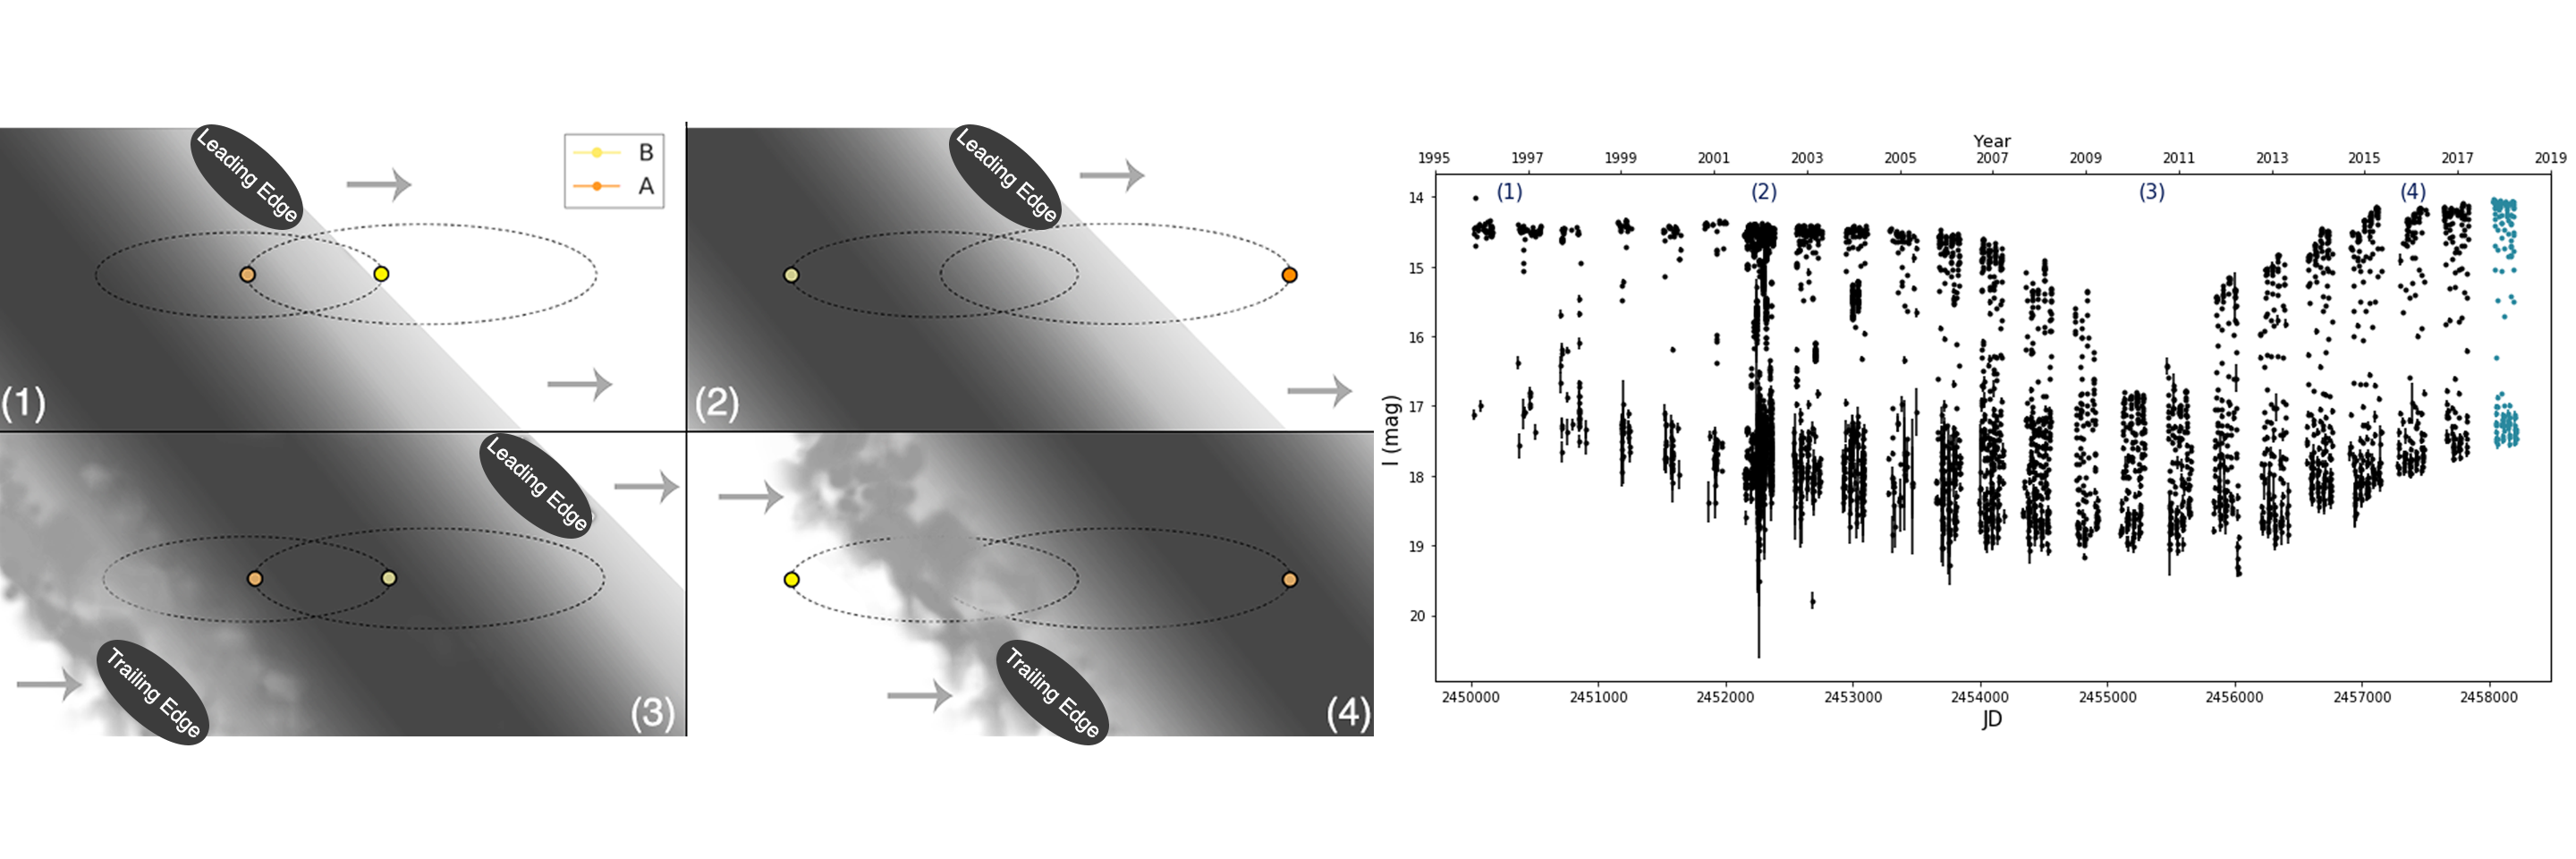 Leading Edge
B
A
(1)
Leading Edge
(2)
Leading Edge
Trailing Edge
(3)
Trailing Edge
(4)
Year
1995 1997 1999 2001 2003 2005 2007 2009 2011 2013 2015 2017 2019
(1) (2) (3) (4)
14
15
16
17
18
19
20
I (mag)
2450000 2451000 2452000 2453000 2454000 2455000 2456000 2457000 2458000
JD